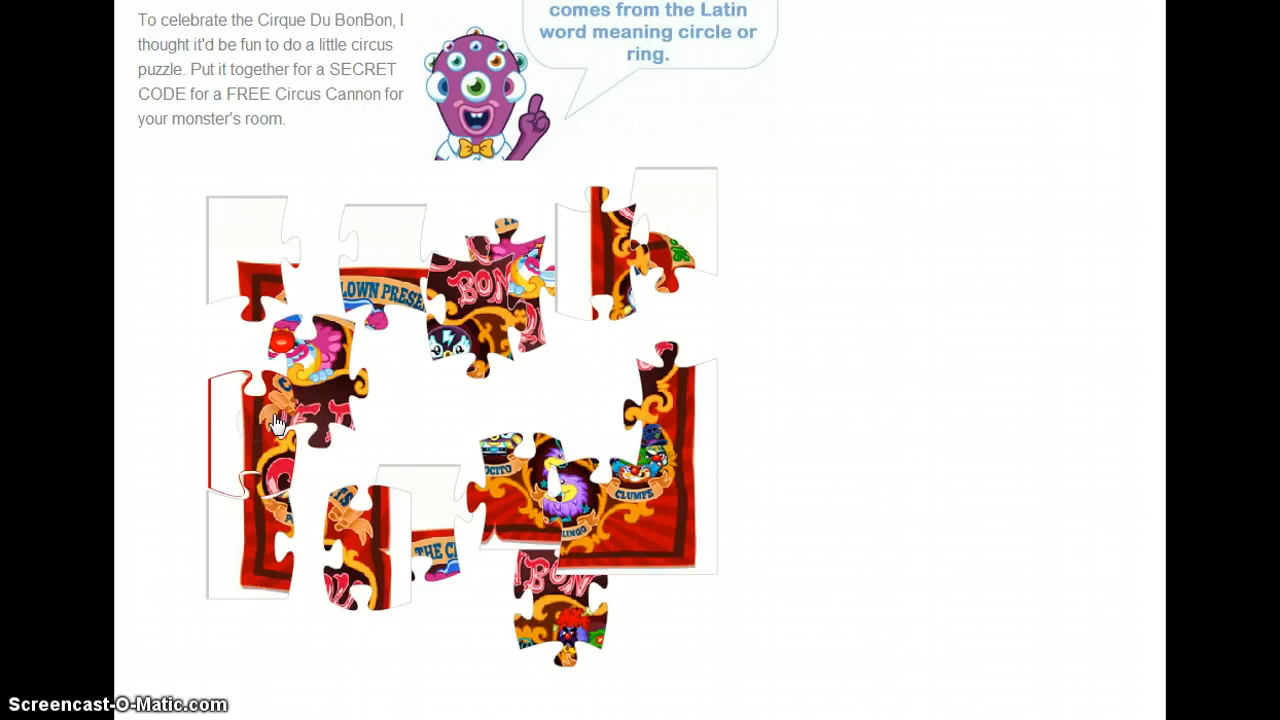 To celebrate the Cirque Du BonBon, I
thought it'd be fun to do a little circus
puzzle. Put it together for a SECRET
CODE for a FREE Circus Cannon for
your monster's room.
comes from the Latin
word meaning circle or
ring.
LOWN PRESE
BON
OCITO
CLUMPS
LINGO
THE C
BON
Screencast-O-Matic.com